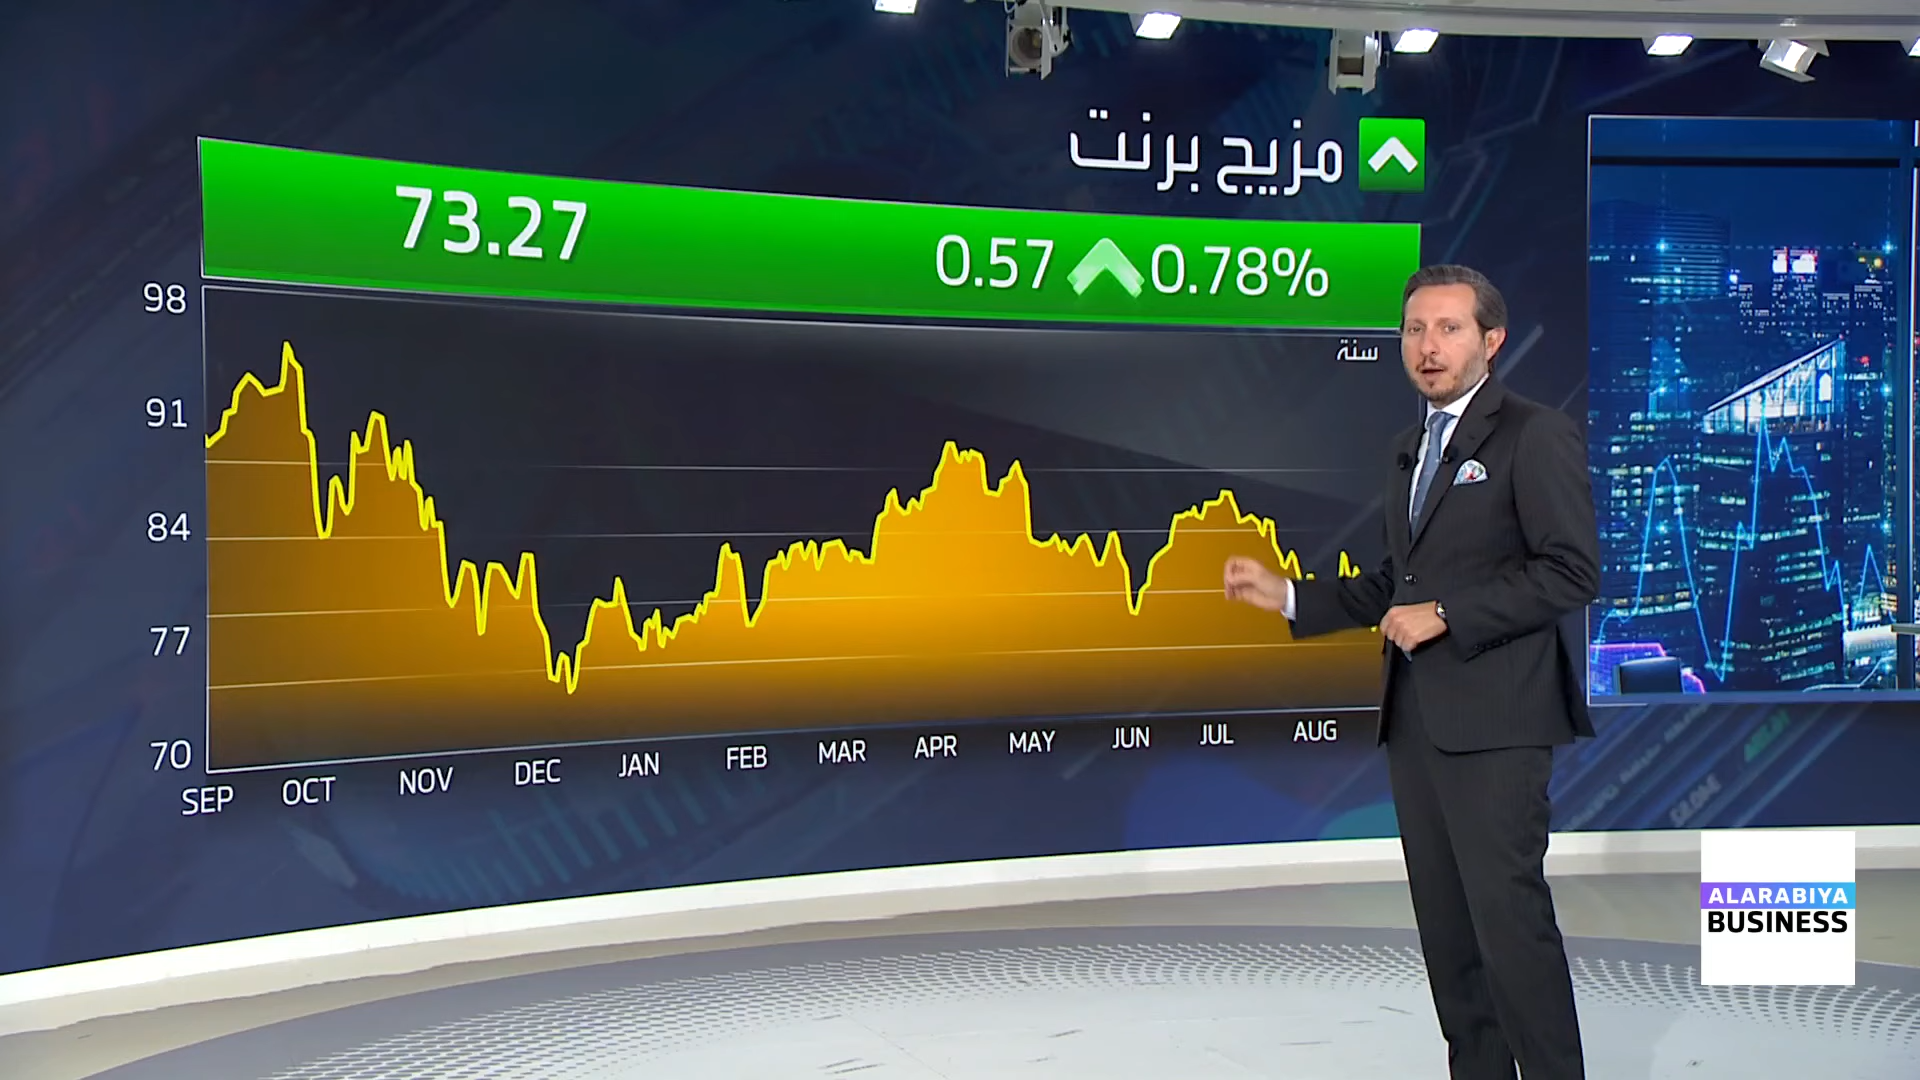 مزيج برنت
73.27 0.57 0.78%
سنة
98
91
84
77
70
SEP OCT NOV DEC JAN FEB MAR APR MAY JUN JUL AUG
ALARABIYA
BUSINESS